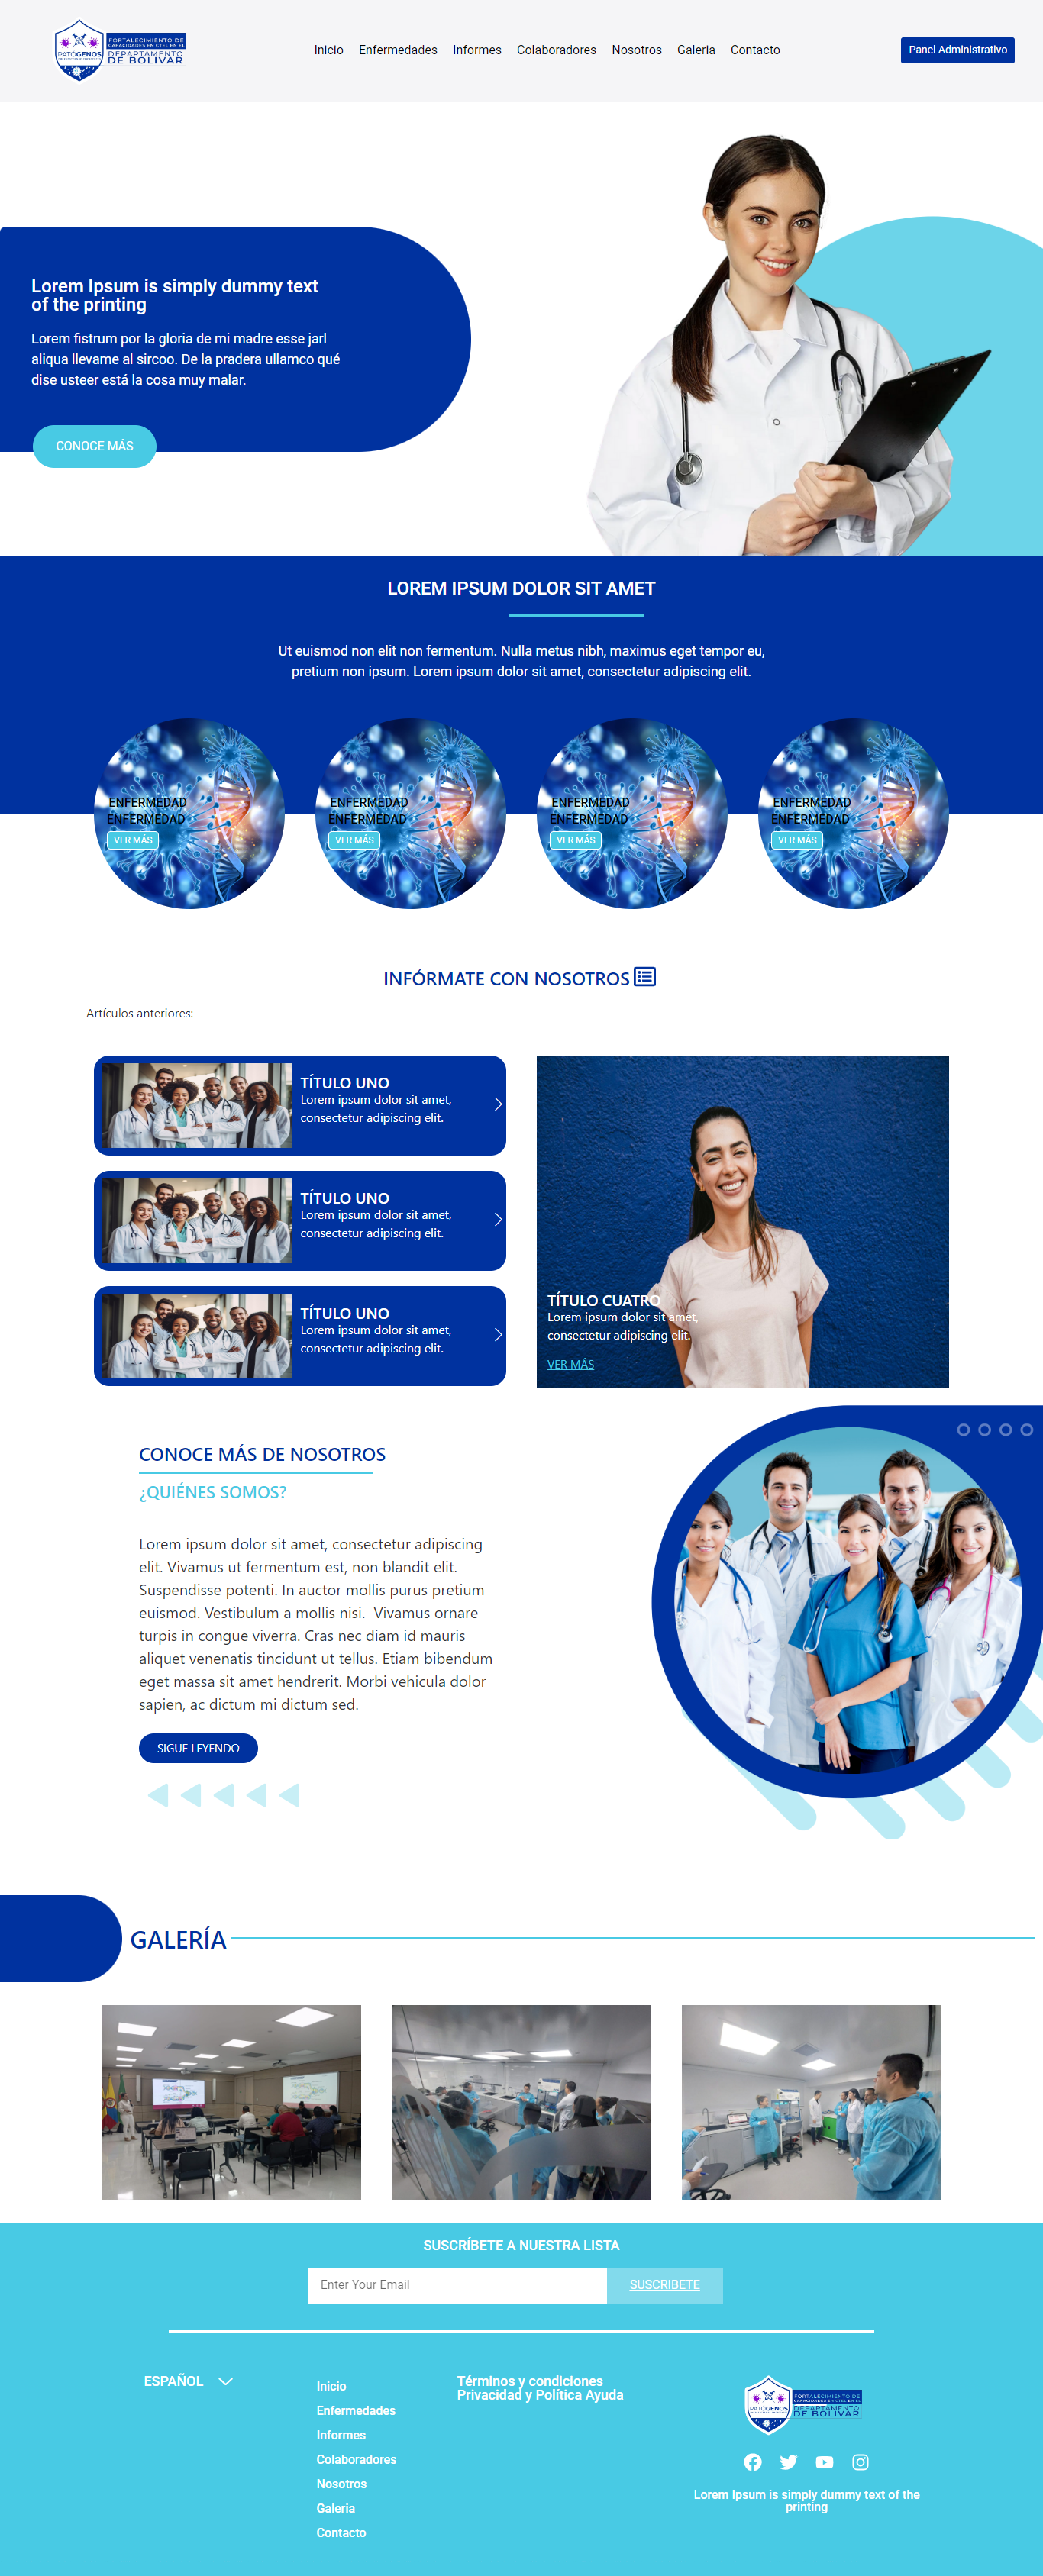 PATÓGENOS
FORTALECIMIENTO DE
CAPACIDADES EN CTEI EN EL
DEPARTAMENTO
DE BOLIVAR
Inicio Enfermedades Informes Colaboradores Nosotros Galeria Contacto
Panel Administrativo
Lorem Ipsum is simply dummy text
of the printing
Lorem fistrum por la gloria de mi madre esse jarl
aliqua llevame al sircoo. De la pradera ullamco qué
dise usteer está la cosa muy malar.
CONOCE MÁS
LOREM IPSUM DOLOR SIT AMET
Ut euismod non elit non fermentum. Nulla metus nibh, maximus eget tempor eu,
pretium non ipsum. Lorem ipsum dolor sit amet, consectetur adipiscing elit.
ENFERMEDAD
ENFERMEDAD
VER MÁS
ENFERMEDAD
ENFERMEDAD
VER MÁS
ENFERMEDAD
ENFERMEDAD
VER MÁS
ENFERMEDAD
ENFERMEDAD
VER MÁS
INFÓRMATE CON NOSOTROS
Artículos anteriores:
TÍTULO UNO
Lorem ipsum dolor sit amet,
consectetur adipiscing elit.
TÍTULO UNO
Lorem ipsum dolor sit amet,
consectetur adipiscing elit.
TÍTULO UNO
Lorem ipsum dolor sit amet,
consectetur adipiscing elit.
TÍTULO CUATRO
Lorem ipsum dolor sit amet,
consectetur adipiscing elit.
VER MÁS
CONOCE MÁS DE NOSOTROS
¿QUIÉNES SOMOS?
Lorem ipsum dolor sit amet, consectetur adipiscing
elit. Vivamus ut fermentum est, non blandit elit.
Suspendisse potenti. In auctor mollis purus pretium
euismod. Vestibulum a mollis nisi.  Vivamus ornare
turpis in congue viverra. Cras nec diam id mauris
aliquet venenatis tincidunt ut tellus. Etiam bibendum
eget massa sit amet hendrerit. Morbi vehicula dolor
sapien, ac dictum mi dictum sed.
SIGUE LEYENDO
GALERÍA
SUSCRÍBETE A NUESTRA LISTA
Enter Your Email
SUSCRIBETE
ESPAÑOL
Inicio
Enfermedades
Informes
Colaboradores
Nosotros
Galeria
Contacto
Términos y condiciones
Privacidad y Política Ayuda
PATÓGENOS
FORTALECIMIENTO DE
CAPACIDADES EN CTEI EN EL
DEPARTAMENTO
DE BOLIVAR
Lorem Ipsum is simply dummy text of the
printing